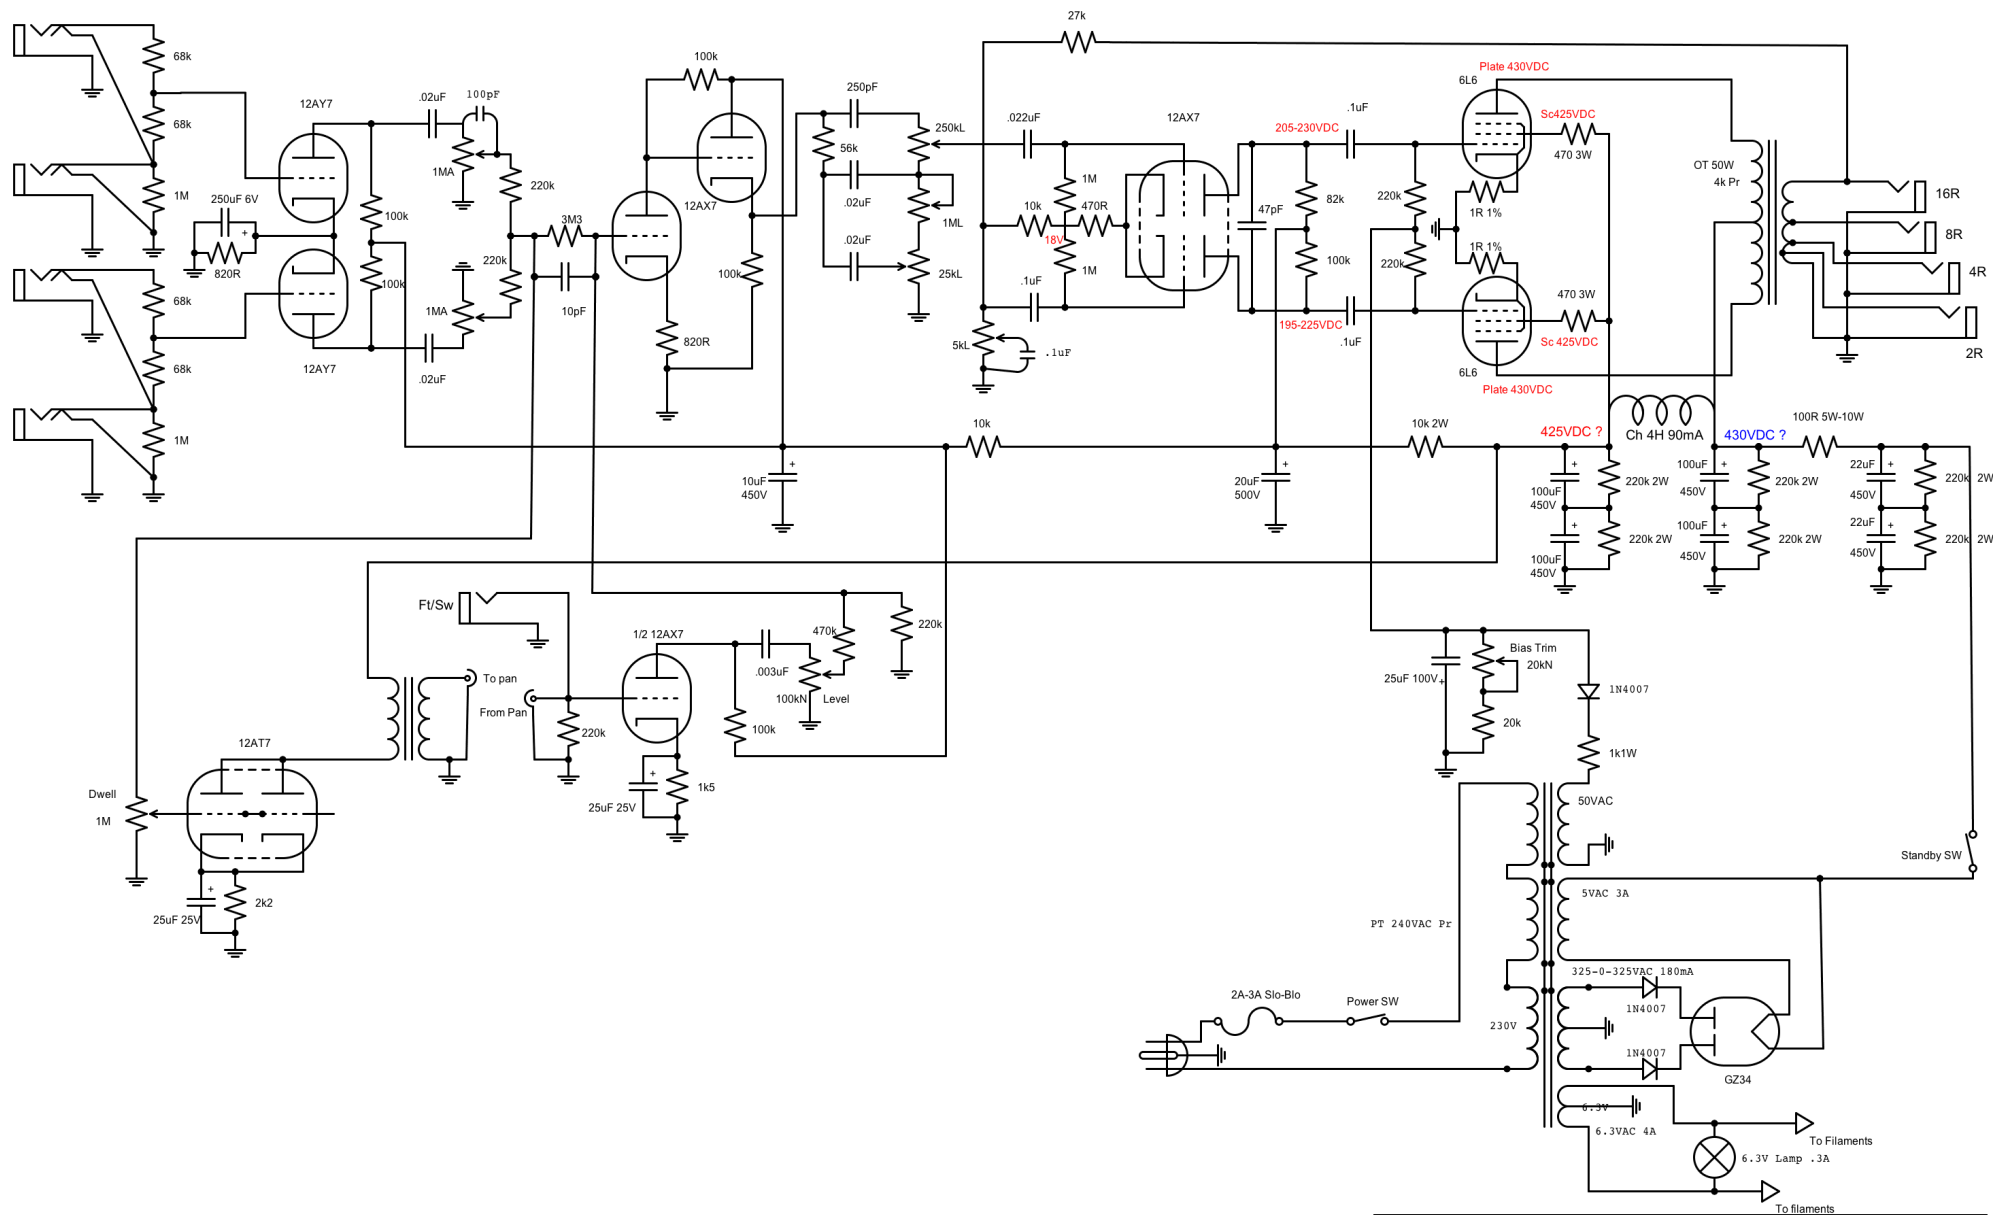 27k
68k
68k
1M
12AY7
250uF 6V
+
820R
100k
100k
.02uF
100pF
1MA
220k
220k
1MA
.02uF
12AY7
68k
68k
1M
3M3
10pF
100k
12AX7
100k
820R
250pF
250kL
56k
.02uF
1ML
.02uF
25kL
.022uF
1M
10k
470R
18V
1M
.1uF
5kL
.1uF
12AX7
47pF
205-230VDC
82k
100k
195-225VDC
.1uF
.1uF
220k
220k
Plate 430VDC
6L6
Sc425VDC
470 3W
1R 1%
1R 1%
470 3W
Sc 425VDC
6L6
Plate 430VDC
OT 50W
4k Pr
16R
8R
4R
2R
10k
10k 2W
425VDC ?
Ch 4H 90mA
430VDC ?
100R 5W-10W
+
10uF
450V
+
20uF
500V
+
100uF
450V
220k 2W
+
100uF
450V
220k 2W
100uF
+
450V
220k 2W
100uF
+
450V
220k 2W
22uF
+
450V
220k 2W
22uF
+
450V
220k 2W
Ft/Sw
1/2 12AX7
470k
220k
.003uF
100kN
Level
To pan
From Pan
220k
100k
+
25uF 25V
1k5
12AT7
Dwell
1M
+
25uF 25V
2k2
Bias Trim
20kN
25uF 100V
+
20k
1N4007
1k1W
50VAC
Standby SW
5VAC 3A
PT 240VAC Pr
325-0-325VAC 180mA
1N4007
2A-3A Slo-Blo
Power SW
230V
1N4007
GZ34
6.3V
6.3VAC 4A
To Filaments
6.3V Lamp .3A
To filaments